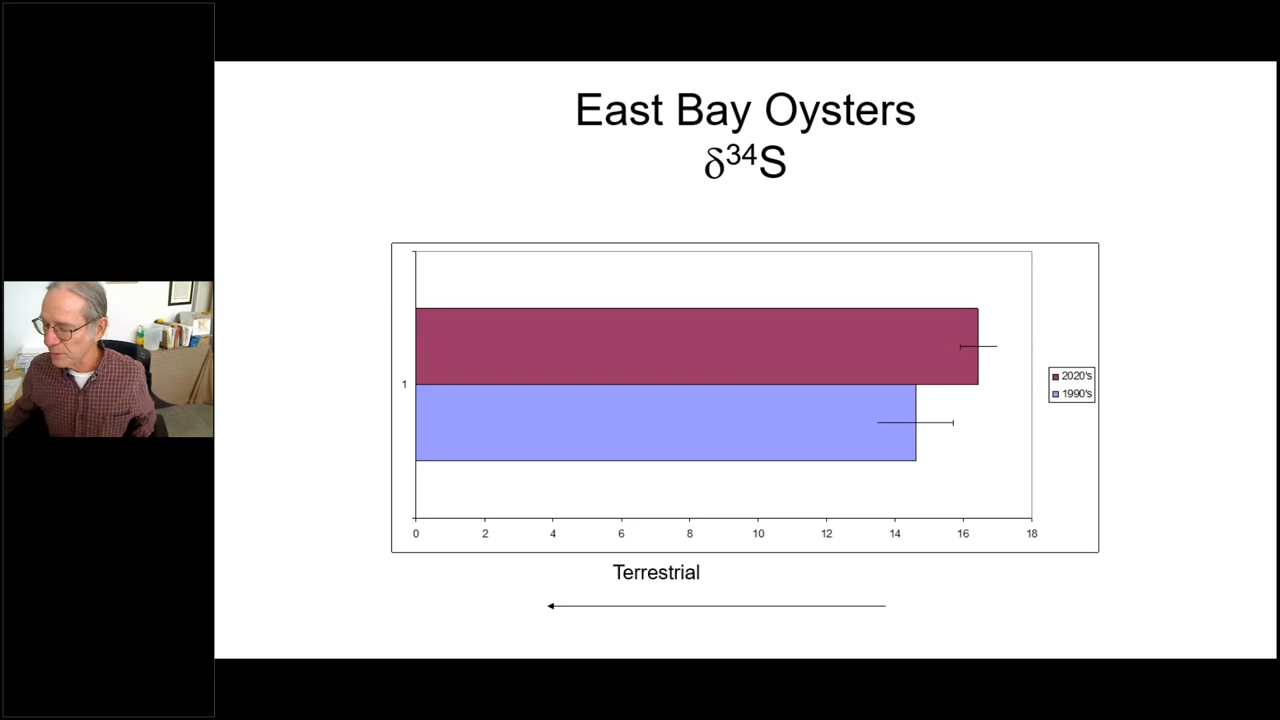 East Bay Oysters
δ³⁴S
1
2020's
1990's
0 2 4 6 8 10 12 14 16 18
Terrestrial